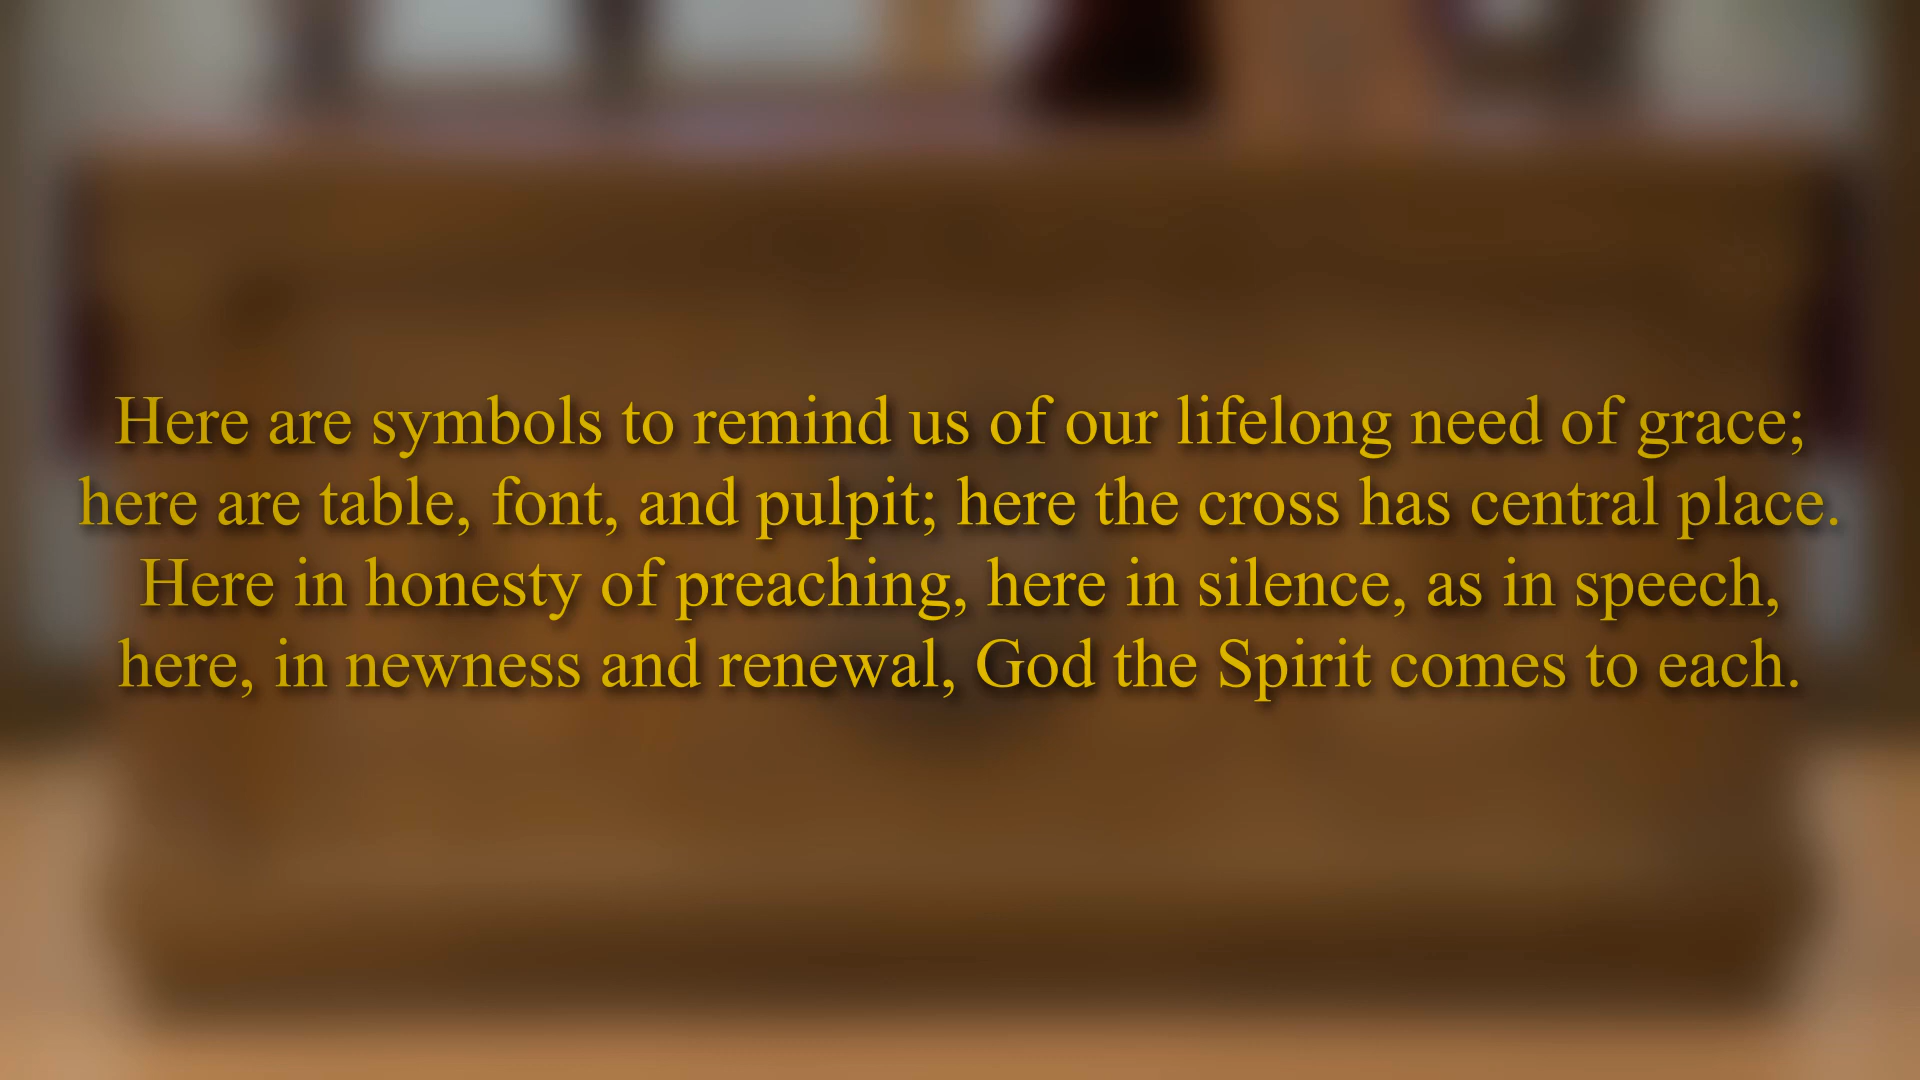 Here are symbols to remind us of our lifelong need of grace;
here are table, font, and pulpit; here the cross has central place.
Here in honesty of preaching, here in silence, as in speech,
here, in newness and renewal, God the Spirit comes to each.